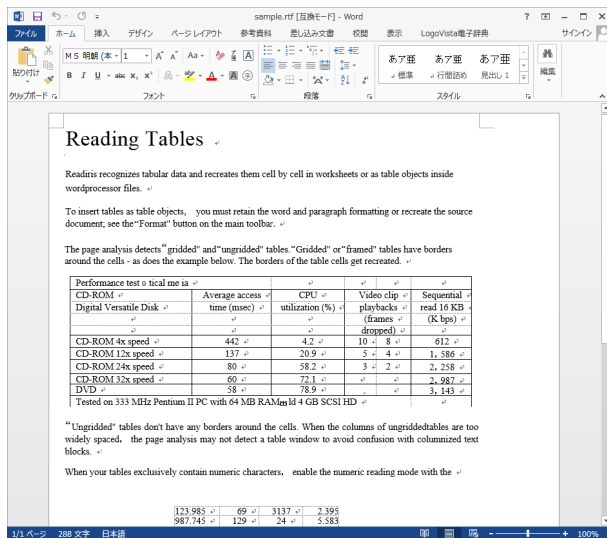 sample.rtf [互換モード] - Word
ファイル ホーム 挿入 デザイン ページ レイアウト 参考資料 差し込み文書 校閲 表示 LogoVista電子辞典 サインイン
ＭＳ 明朝 (本 1
貼り付け
B I U abc x₂ x²
あア亜 あア亜 あア亜
標準 行間詰め 見出し 1
編集
クリップボード フォント 段落 スタイル
Reading Tables
Readiris recognizes tabular data and recreates them cell by cell in worksheets or as table objects inside
wordprocessor files.
To insert tables as table objects, you must retain the word and paragraph formatting or recreate the source
document; see the“Format" button on the main toolbar.
The page analysis detects“gridded" and“ungridded" tables.“Gridded" or“framed" tables have borders
around the cells - as does the example below. The borders of the table cells get recreated.
Performance test o tical me ia
CD-ROM Average access CPU Video clip Sequential
Digital Versatile Disk time (msec) utilization (%) playbacks read 16 KB
(frames (K bps)
dropped)
CD-ROM 4x speed 442 4.2 10 8 612
CD-ROM 12x speed 137 20.9 5 4 1, 586
CD-ROM 24x speed 80 58.2 3 2 2, 258
CD-ROM 32x speed 60 72.1 2, 987
DVD 58 78.9 . 3, 143
Tested on 333 MHz Pentium II PC with 64 MB RAM ld 4 GB SCSI HD
“Ungridded" tables don't have any borders around the cells. When the columns of ungriddedtables are too
widely spaced, the page analysis may not detect a table window to avoid confusion with columnized text
blocks.
When your tables exclusively contain numeric characters, enable the numeric reading mode with the
123.985 69 3137 2.395
987.745 129 24 5.583
1/1 ページ 288 文字 日本語 100%